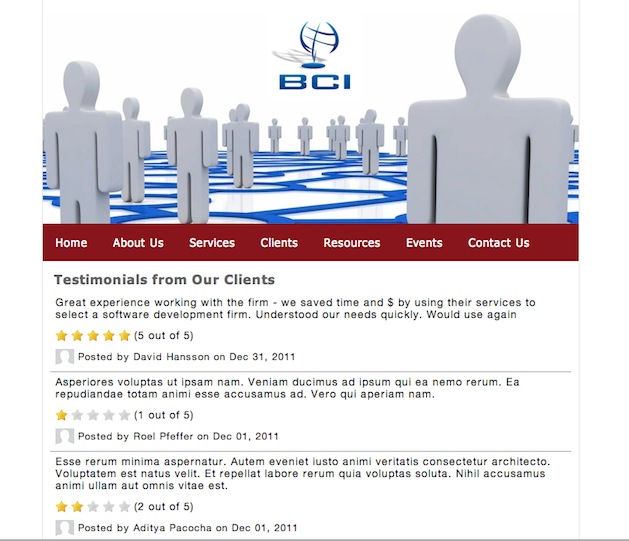 BCI
Home About Us Services Clients Resources Events Contact Us
Testimonials from Our Clients
Great experience working with the firm - we saved time and $ by using their services to
select a software development firm. Understood our needs quickly. Would use again
(5 out of 5)
Posted by David Hansson on Dec 31, 2011
Asperiores voluptas ut ipsam nam. Veniam ducimus ad ipsum qui ea nemo rerum. Ea
repudiandae totam animi esse accusamus ad. Vero qui aperiam nam.
(1 out of 5)
Posted by Roel Pfeffer on Dec 01, 2011
Esse rerum minima aspernatur. Autem eveniet iusto animi veritatis consectetur architecto.
Voluptatem est natus velit. Et repellat labore rerum quia voluptas soluta. Nihil accusamus
animi ullam aut omnis vitae est.
(2 out of 5)
Posted by Aditya Pacocha on Dec 01, 2011